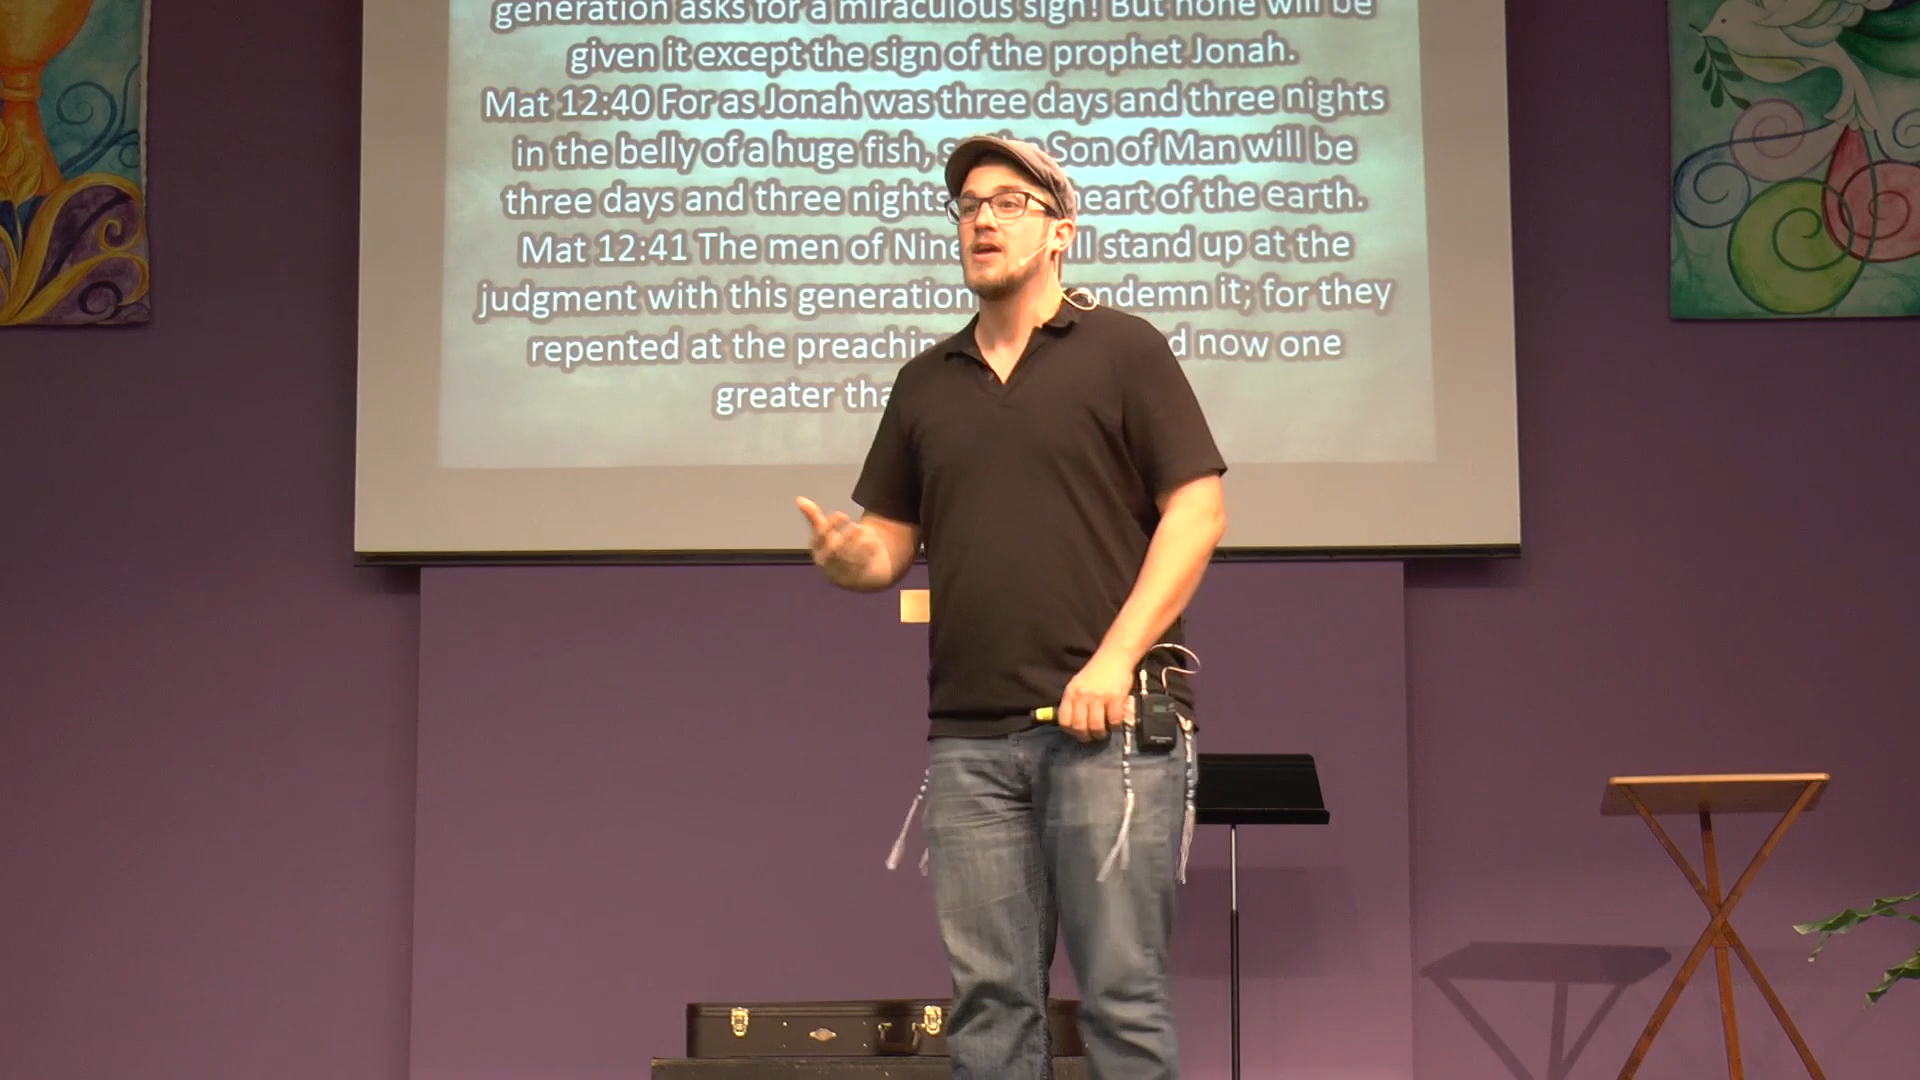 generation asks for a miraculous sign! But none will be
given it except the sign of the prophet Jonah.
Mat 12:40 For as Jonah was three days and three nights
in the belly of a huge fish, s Son of Man will be
three days and three nights heart of the earth.
Mat 12:41 The men of Nine ll stand up at the
judgment with this generation ndemn it; for they
repented at the preachin d now one
greater tha